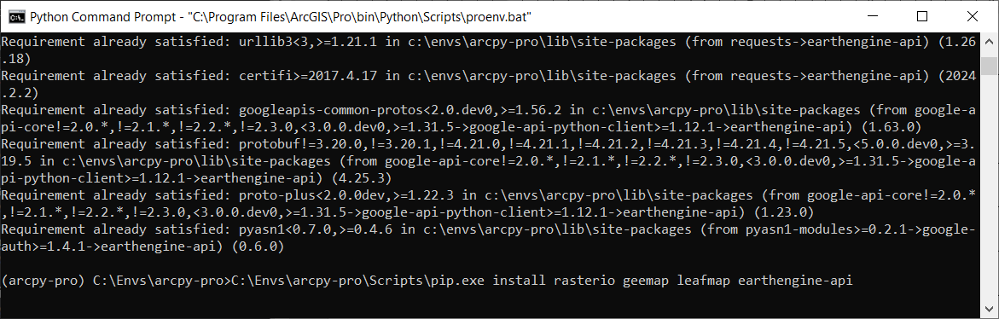 Python Command Prompt - "C:\Program Files\ArcGIS\Pro\bin\Python\Scripts\proenv.bat"
Requirement already satisfied: urllib3<3,>=1.21.1 in c:\envs\arcpy-pro\lib\site-packages (from requests->earthengine-api) (1.26
.18)
Requirement already satisfied: certifi>=2017.4.17 in c:\envs\arcpy-pro\lib\site-packages (from requests->earthengine-api) (2024
.2.2)
Requirement already satisfied: googleapis-common-protos<2.0.dev0,>=1.56.2 in c:\envs\arcpy-pro\lib\site-packages (from google-a
pi-core!=2.0.*,!=2.1.*,!=2.2.*,!=2.3.0,<3.0.0.dev0,>=1.31.5->google-api-python-client>=1.12.1->earthengine-api) (1.63.0)
Requirement already satisfied: protobuf!=3.20.0,!=3.20.1,!=4.21.0,!=4.21.1,!=4.21.2,!=4.21.3,!=4.21.4,!=4.21.5,<5.0.0.dev0,>=3.
19.5 in c:\envs\arcpy-pro\lib\site-packages (from google-api-core!=2.0.*,!=2.1.*,!=2.2.*,!=2.3.0,<3.0.0.dev0,>=1.31.5->google-a
pi-python-client>=1.12.1->earthengine-api) (4.25.3)
Requirement already satisfied: proto-plus<2.0.0dev,>=1.22.3 in c:\envs\arcpy-pro\lib\site-packages (from google-api-core!=2.0.*
,!=2.1.*,!=2.2.*,!=2.3.0,<3.0.0.dev0,>=1.31.5->google-api-python-client>=1.12.1->earthengine-api) (1.23.0)
Requirement already satisfied: pyasn1<0.7.0,>=0.4.6 in c:\envs\arcpy-pro\lib\site-packages (from pyasn1-modules>=0.2.1->google-
auth>=1.4.1->earthengine-api) (0.6.0)
(arcpy-pro) C:\Envs\arcpy-pro>C:\Envs\arcpy-pro\Scripts\pip.exe install rasterio geemap leafmap earthengine-api